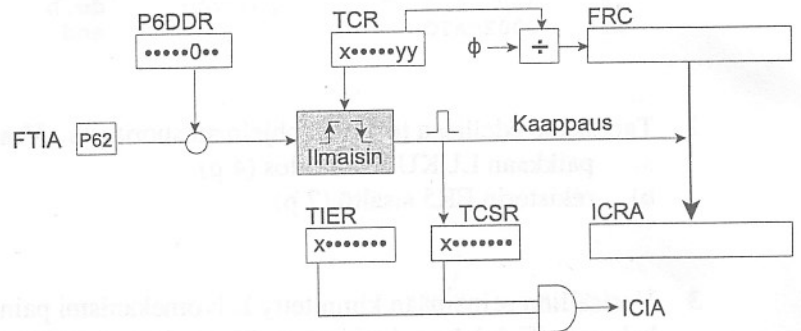 P6DDR
•••••0••
TCR
x•••••yy
ϕ
÷
FRC
FTIA
P62
Ilmaisin
Kaappaus
TIER
x•••••••
TCSR
x•••••••
ICRA
ICIA